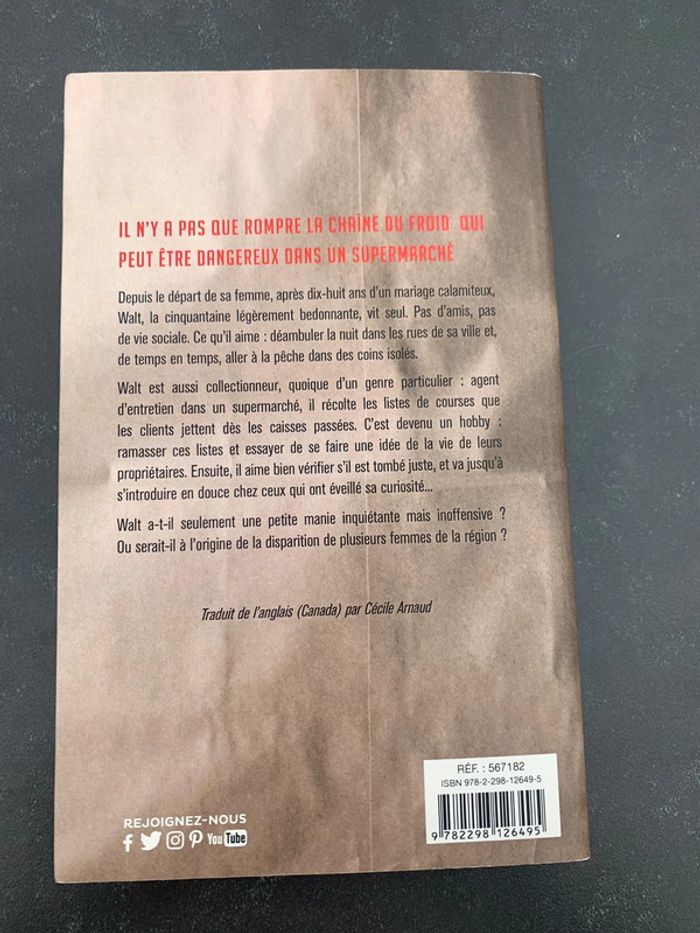 IL N'Y A PAS QUE ROMPRE LA CHAÎNE DU FROID QUI
PEUT ÊTRE DANGEREUX DANS UN SUPERMARCHÉ
Depuis le départ de sa femme, après dix-huit ans d'un mariage calamiteux,
Walt, la cinquantaine légèrement bedonnante, vit seul. Pas d'amis, pas
de vie sociale. Ce qu'il aime : déambuler la nuit dans les rues de sa ville et,
de temps en temps, aller à la pêche dans des coins isolés.
Walt est aussi collectionneur, quoique d'un genre particulier : agent
d'entretien dans un supermarché, il récolte les listes de courses que
les clients jettent dès les caisses passées. C'est devenu un hobby :
ramasser ces listes et essayer de se faire une idée de la vie de leurs
propriétaires. Ensuite, il aime bien vérifier s'il est tombé juste, et va jusqu'à
s'introduire en douce chez ceux qui ont éveillé sa curiosité...
Walt a-t-il seulement une petite manie inquiétante mais inoffensive ?
Ou serait-il à l'origine de la disparition de plusieurs femmes de la région ?
Traduit de l'anglais (Canada) par Cécile Arnaud
RÉF. : 567182
ISBN 978-2-298-12649-5
9 782298 126495
REJOIGNEZ-NOUS
You Tube